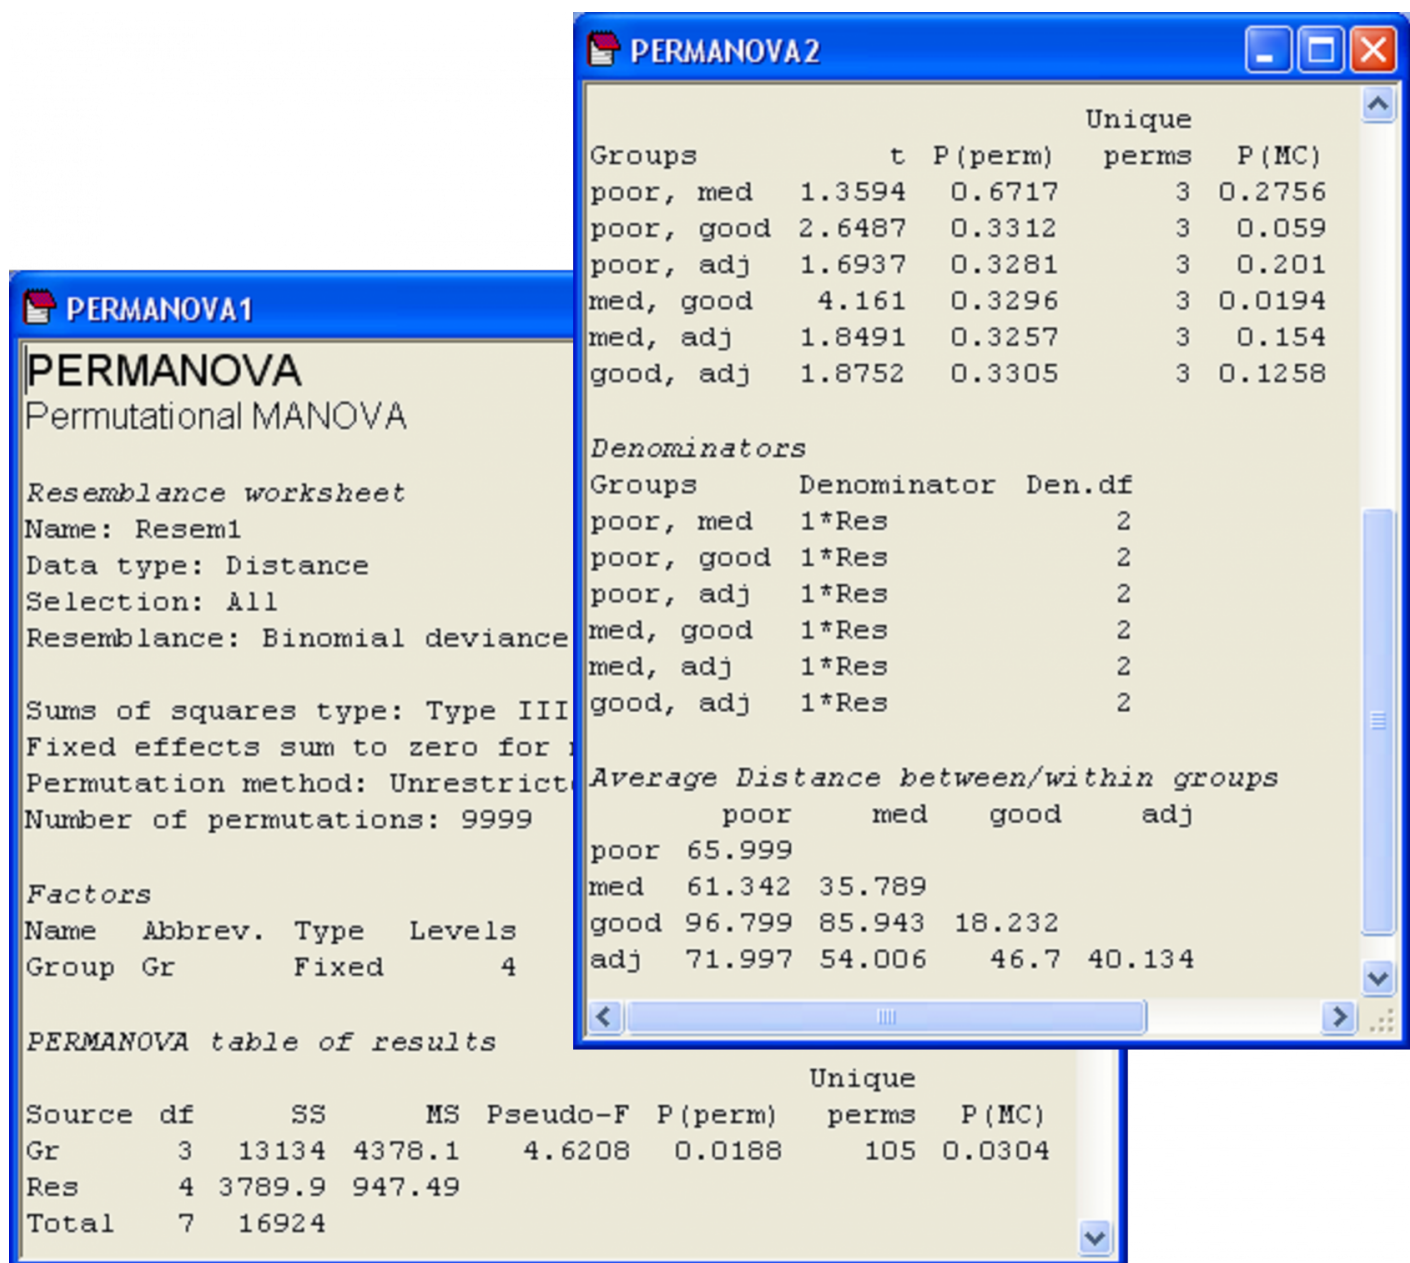 PERMANOVA2
Unique
Groups t P(perm) perms P(MC)
poor, med 1.3594 0.6717 3 0.2756
poor, good 2.6487 0.3312 3 0.059
poor, adj 1.6937 0.3281 3 0.201
med, good 4.161 0.3296 3 0.0194
med, adj 1.8491 0.3257 3 0.154
good, adj 1.8752 0.3305 3 0.1258
Denominators
Groups Denominator Den.df
poor, med 1*Res 2
poor, good 1*Res 2
poor, adj 1*Res 2
med, good 1*Res 2
med, adj 1*Res 2
good, adj 1*Res 2
Average Distance between/within groups
poor med good adj
poor 65.999
med 61.342 35.789
good 96.799 85.943 18.232
adj 71.997 54.006 46.7 40.134
PERMANOVA1
PERMANOVA
Permutational MANOVA
Resemblance worksheet
Name: Resem1
Data type: Distance
Selection: All
Resemblance: Binomial deviance
Sums of squares type: Type III
Fixed effects sum to zero for
Permutation method:
Number of permutations: 9999
Factors
Name Abbrev. Type Levels
Group Gr Fixed 4
PERMANOVA table of results
Unique
Source df SS MS Pseudo-F P(perm) perms P(MC)
Gr 3 13134 4378.1 4.6208 0.0188 105 0.0304
Res 4 3789.9 947.49
Total 7 16924